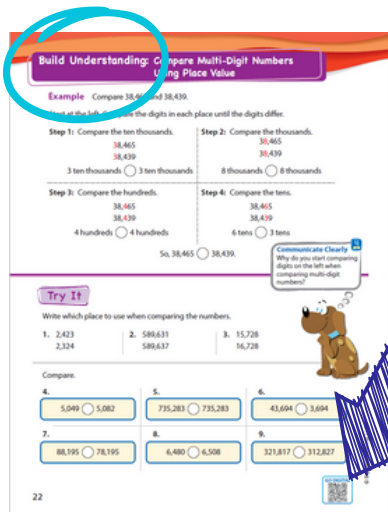 Build Understanding: Compare Multi-Digit Numbers
Using Place Value
Example Compare 38,465 and 38,439.
at the left. Compare the digits in each place until the digits differ.
Step 1: Compare the ten thousands.
38,465
38,439
3 ten thousands ◯ 3 ten thousands
Step 2: Compare the thousands.
38,465
38,439
8 thousands ◯ 8 thousands
Step 3: Compare the hundreds.
38,465
38,439
4 hundreds ◯ 4 hundreds
Step 4: Compare the tens.
38,465
38,439
6 tens ◯ 3 tens
So, 38,465 ◯ 38,439.
Communicate Clearly
Why do you start comparing
digits on the left when
comparing multi-digit
numbers?
Try It
Write which place to use when comparing the numbers.
1. 2,423
2,324
2. 589,631
589,637
3. 15,728
16,728
Compare.
4.
5,049 ◯ 5,082
5.
735,283 ◯ 735,283
6.
43,694 ◯ 3,694
7.
88,195 ◯ 78,195
8.
6,480 ◯ 6,508
9.
321,817 ◯ 312,827
22
GO DIGITAL